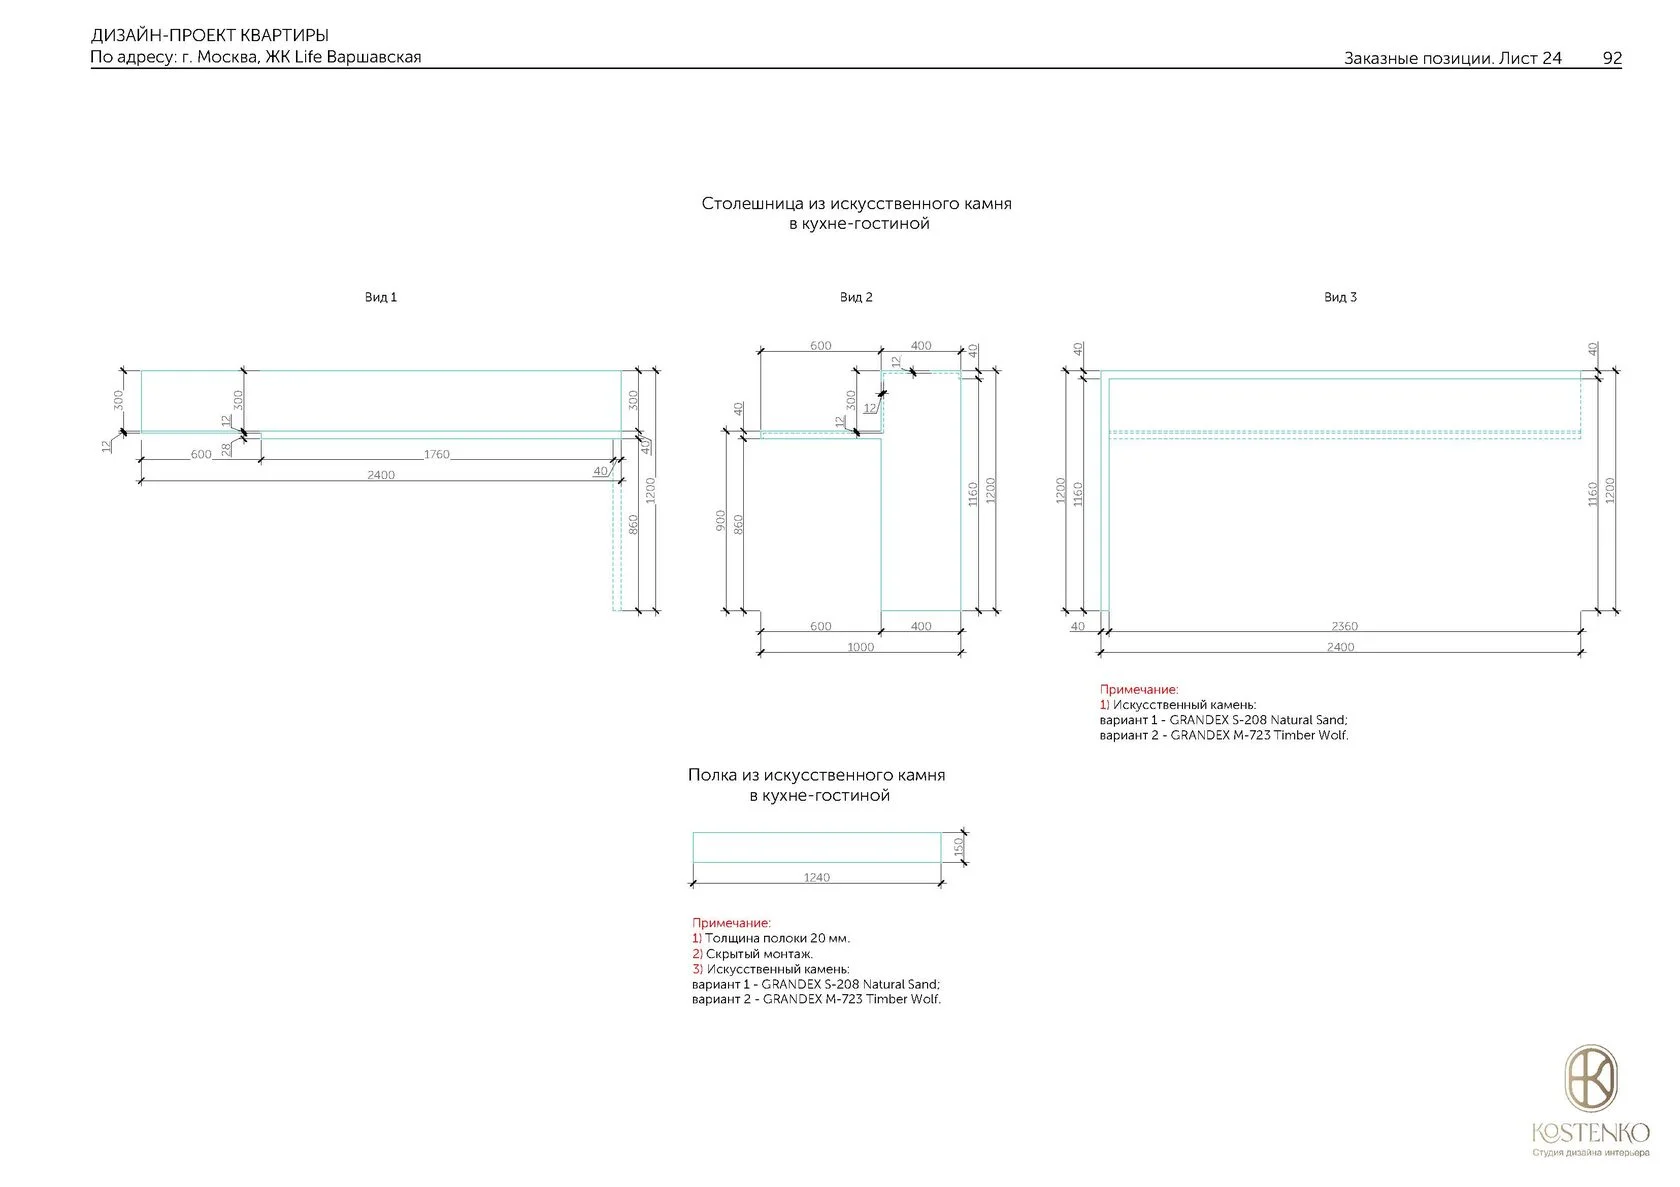 ДИЗАЙН-ПРОЕКТ КВАРТИРЫ
По адресу: г. Москва, ЖК Life Варшавская
Заказные позиции. Лист 24 92
Столешница из искусственного камня
в кухне-гостиной
Вид 1
300
12
300
12
28
600
1760
2400
40
300
40
860
1200
Вид 2
600
400
40
12
300
12
12
40
900
860
1160
1200
600
400
1000
Вид 3
40
40
1200
1160
1160
1200
40
2360
2400
Примечание:
1) Искусственный камень:
вариант 1 - GRANDEX S-208 Natural Sand;
вариант 2 - GRANDEX M-723 Timber Wolf.
Полка из искусственного камня
в кухне-гостиной
150
1240
Примечание:
1) Толщина полоки 20 мм.
2) Скрытый монтаж.
3) Искусственный камень:
вариант 1 - GRANDEX S-208 Natural Sand;
вариант 2 - GRANDEX M-723 Timber Wolf.
KOSTENKO
Студия дизайна интерьера